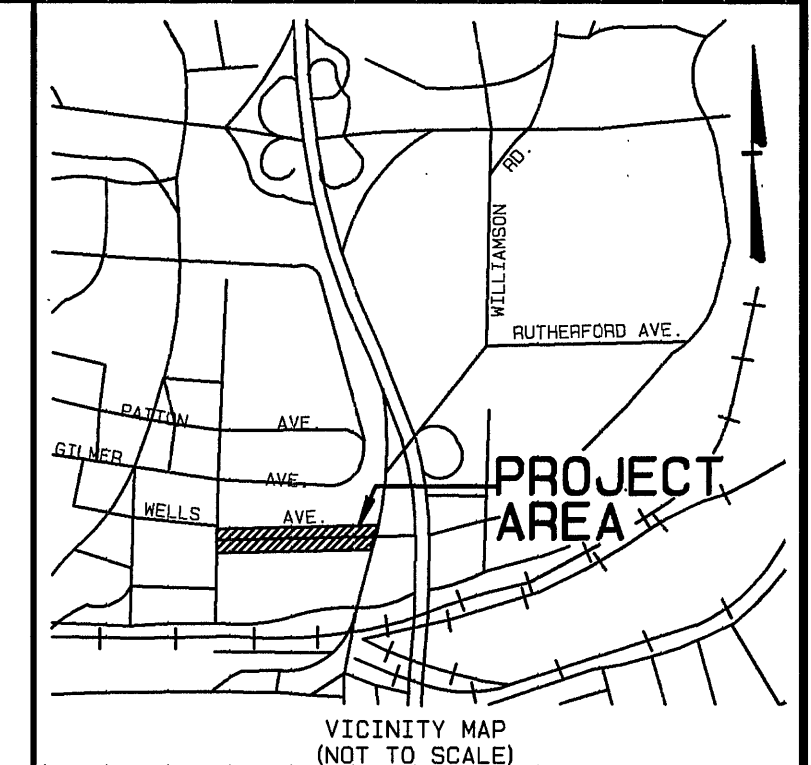 RD.
WILLIAMSON
RUTHERFORD AVE.
PATTON AVE.
GILMER AVE.
WELLS AVE.
PROJECT
AREA
VICINITY MAP
(NOT TO SCALE)